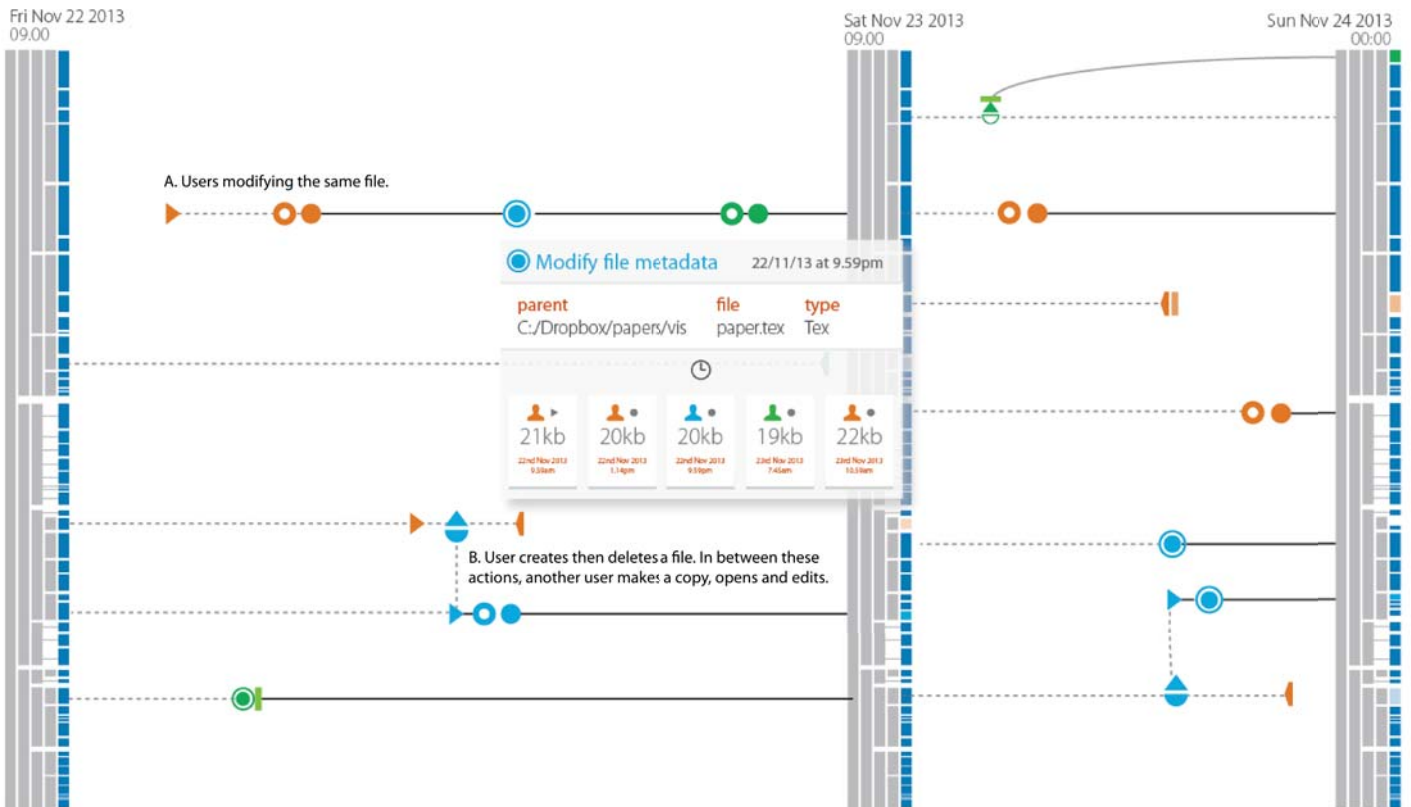 Fri Nov 22 2013
09.00
Sat Nov 23 2013
09.00
Sun Nov 24 2013
00:00
A. Users modifying the same file.
Modify file metadata 22/11/13 at 9.59pm
parent file type
C:/Dropbox/papers/vis paper.tex Tex
21kb 20kb 20kb 19kb 22kb
22nd Nov 2013 22nd Nov 2013 22nd Nov 2013 23rd Nov 2013 23rd Nov 2013
1.14pm 9.59pm 7.45am
B. User creates then deletes a file. In between these
actions, another user makes a copy, opens and edits.